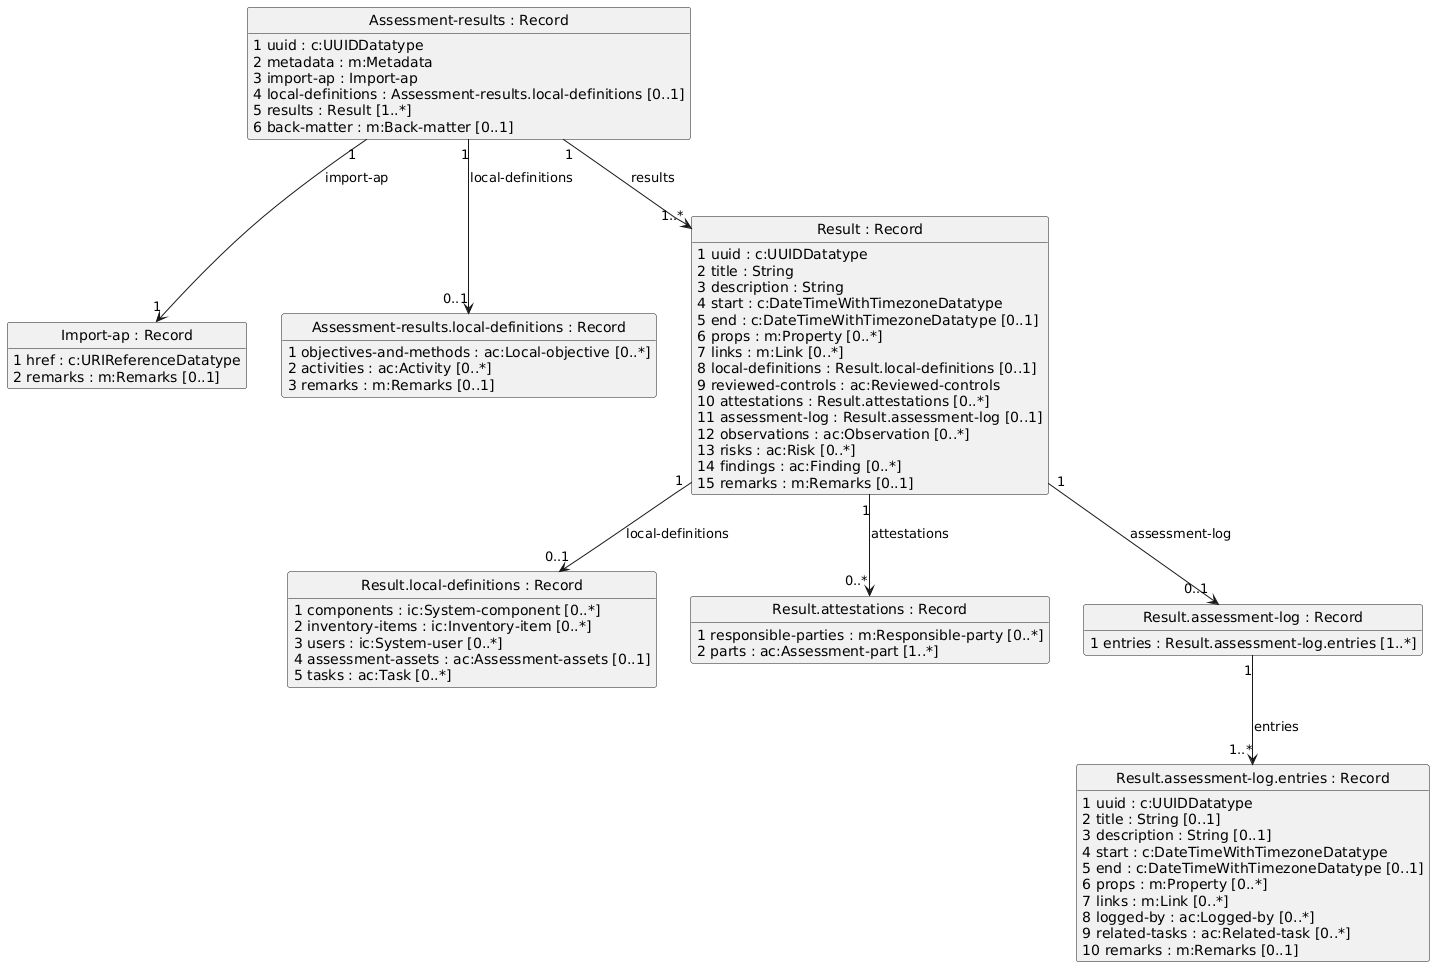 Assessment-results : Record
1 uuid : c:UUIDDatatype
2 metadata : m:Metadata
3 import-ap : Import-ap
4 local-definitions : Assessment-results.local-definitions [0..1]
5 results : Result [1..*]
6 back-matter : m:Back-matter [0..1]
1
1
1
import-ap
local-definitions
results
1..*
Result : Record
1 uuid : c:UUIDDatatype
2 title : String
3 description : String
4 start : c:DateTimeWithTimezoneDatatype
5 end : c:DateTimeWithTimezoneDatatype [0..1]
6 props : m:Property [0..*]
7 links : m:Link [0..*]
8 local-definitions : Result.local-definitions [0..1]
9 reviewed-controls : ac:Reviewed-controls
10 attestations : Result.attestations [0..*]
11 assessment-log : Result.assessment-log [0..1]
12 observations : ac:Observation [0..*]
13 risks : ac:Risk [0..*]
14 findings : ac:Finding [0..*]
15 remarks : m:Remarks [0..1]
1
Import-ap : Record
1 href : c:URIReferenceDatatype
2 remarks : m:Remarks [0..1]
0..1
Assessment-results.local-definitions : Record
1 objectives-and-methods : ac:Local-objective [0..*]
2 activities : ac:Activity [0..*]
3 remarks : m:Remarks [0..1]
1
1
1
local-definitions
attestations
assessment-log
0..1
0..*
0..1
Result.local-definitions : Record
1 components : ic:System-component [0..*]
2 inventory-items : ic:Inventory-item [0..*]
3 users : ic:System-user [0..*]
4 assessment-assets : ac:Assessment-assets [0..1]
5 tasks : ac:Task [0..*]
Result.attestations : Record
1 responsible-parties : m:Responsible-party [0..*]
2 parts : ac:Assessment-part [1..*]
Result.assessment-log : Record
1 entries : Result.assessment-log.entries [1..*]
1
entries
1..*
Result.assessment-log.entries : Record
1 uuid : c:UUIDDatatype
2 title : String [0..1]
3 description : String [0..1]
4 start : c:DateTimeWithTimezoneDatatype
5 end : c:DateTimeWithTimezoneDatatype [0..1]
6 props : m:Property [0..*]
7 links : m:Link [0..*]
8 logged-by : ac:Logged-by [0..*]
9 related-tasks : ac:Related-task [0..*]
10 remarks : m:Remarks [0..1]